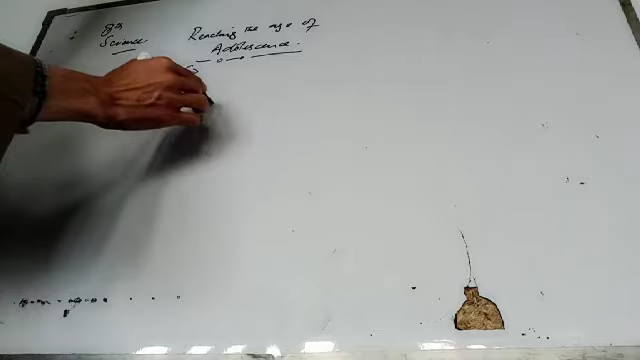 8th
Science
Reaching the age of
Adolescence.